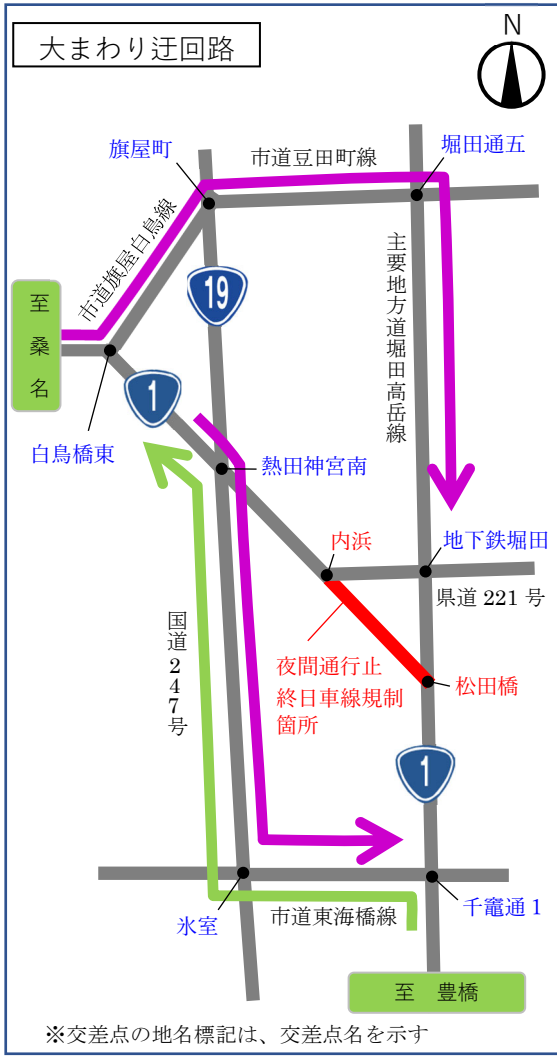 大まわり迂回路
N
旗屋町
市道豆田町線
堀田通五
市道旗屋白鳥線
主要地方道堀田高岳線
19
至桑名
1
白鳥橋東
熱田神宮南
内浜
地下鉄堀田
県道 221 号
国道247号
夜間通行止
終日車線規制
箇所
松田橋
1
氷室
市道東海橋線
千竈通 1
至 豊橋
※交差点の地名標記は、交差点名を示す